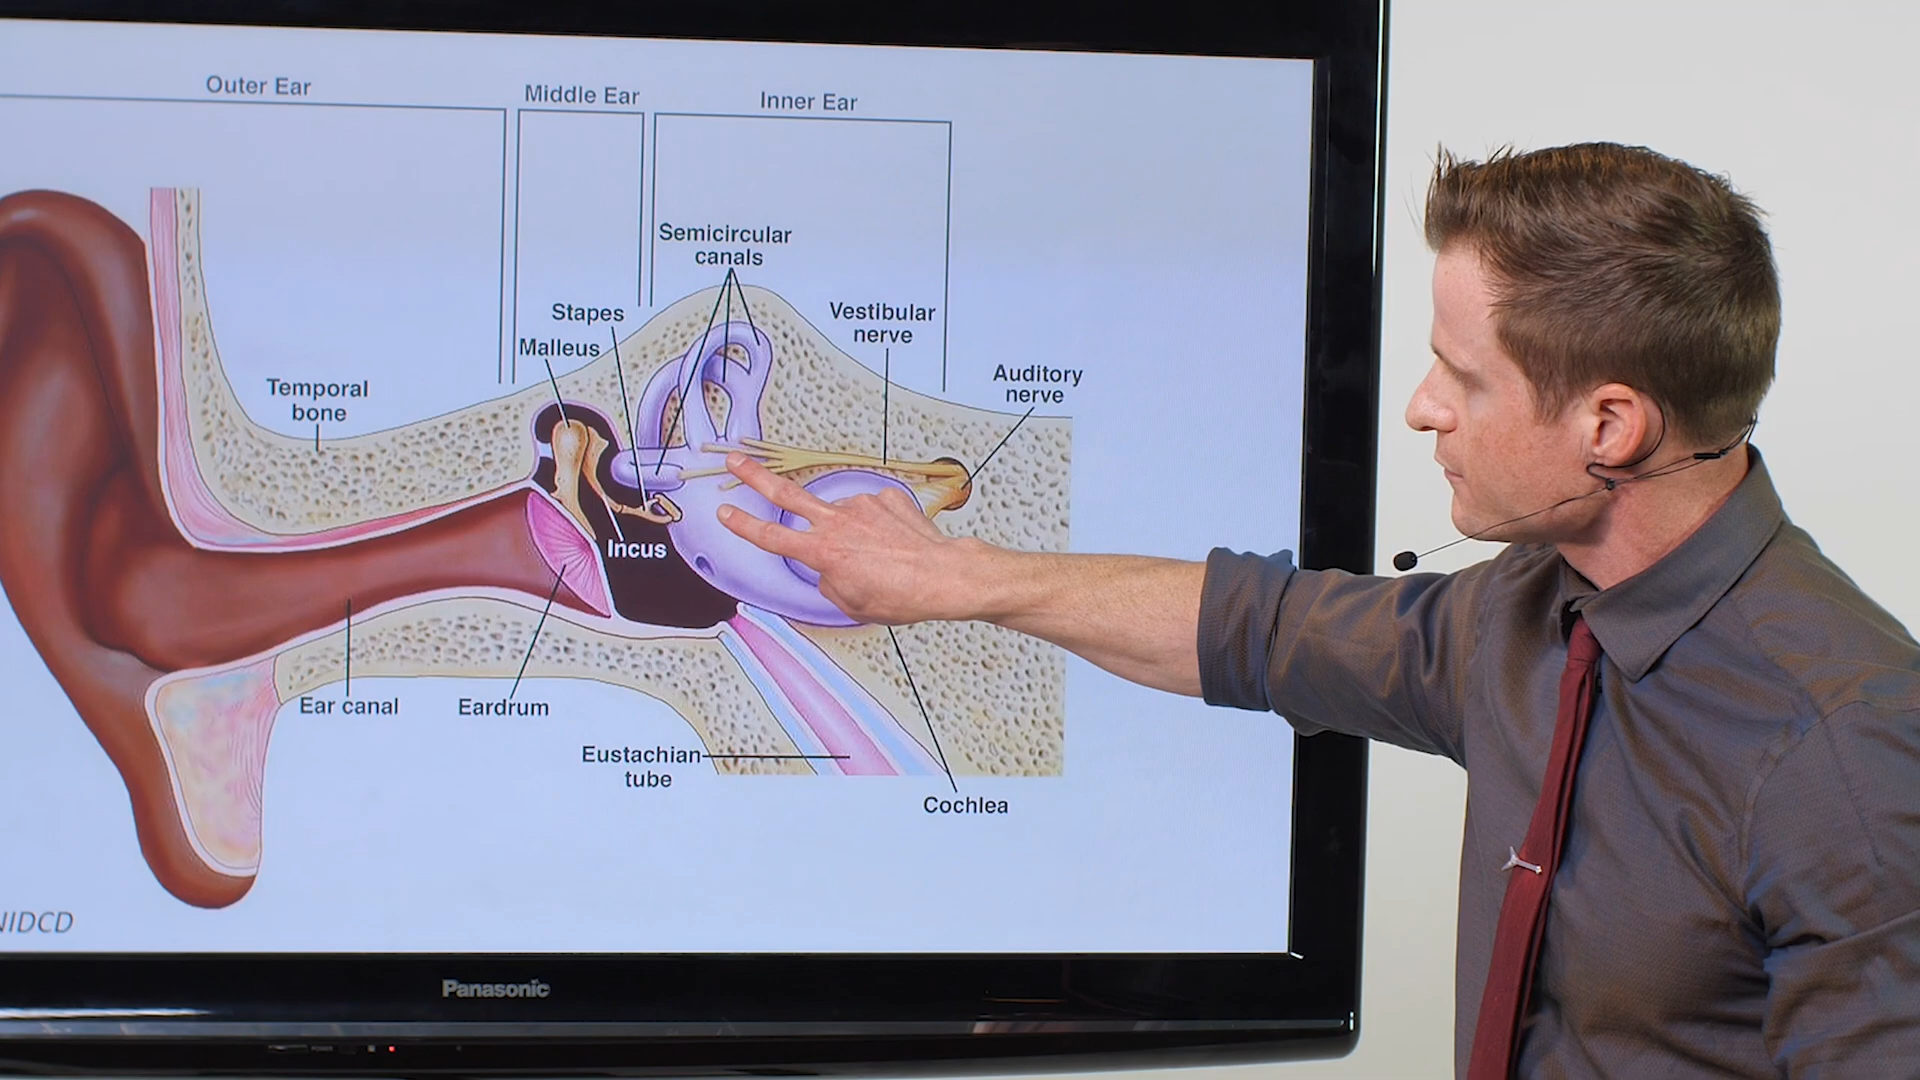 Outer Ear
Middle Ear
Inner Ear
Semicircular
canals
Stapes
Vestibular
nerve
Malleus
Auditory
nerve
Temporal
bone
Incus
Ear canal
Eardrum
Eustachian
tube
Cochlea
NIDCD
Panasonic